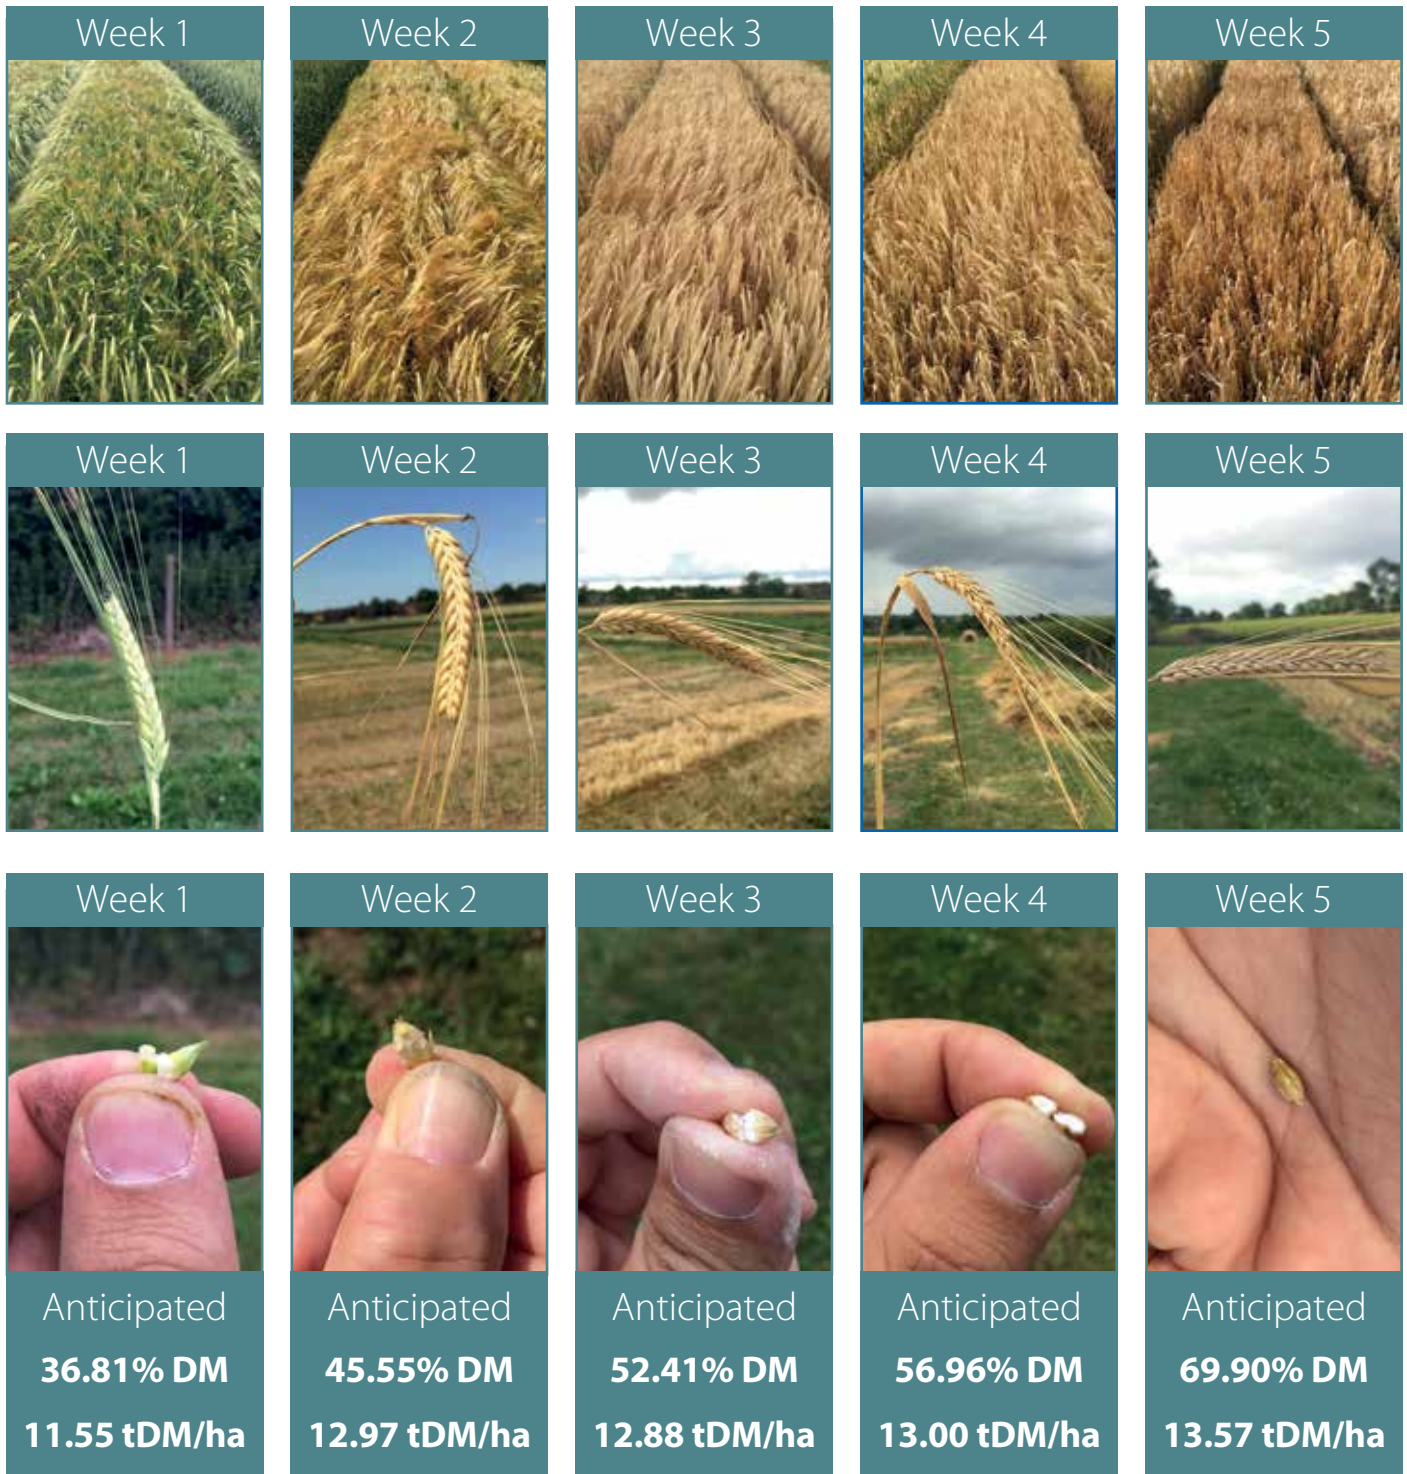 Week 1
Week 2
Week 3
Week 4
Week 5
Week 1
Week 2
Week 3
Week 4
Week 5
Week 1
Week 2
Week 3
Week 4
Week 5
Anticipated
36.81% DM
11.55 tDM/ha
Anticipated
45.55% DM
12.97 tDM/ha
Anticipated
52.41% DM
12.88 tDM/ha
Anticipated
56.96% DM
13.00 tDM/ha
Anticipated
69.90% DM
13.57 tDM/ha